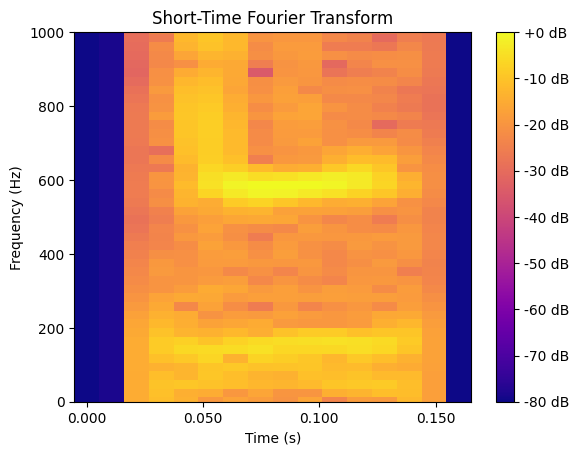 Short-Time Fourier Transform
1000
800
600
400
200
0
Frequency (Hz)
0.000
0.050
0.100
0.150
Time (s)
+0 dB
-10 dB
-20 dB
-30 dB
-40 dB
-50 dB
-60 dB
-70 dB
-80 dB